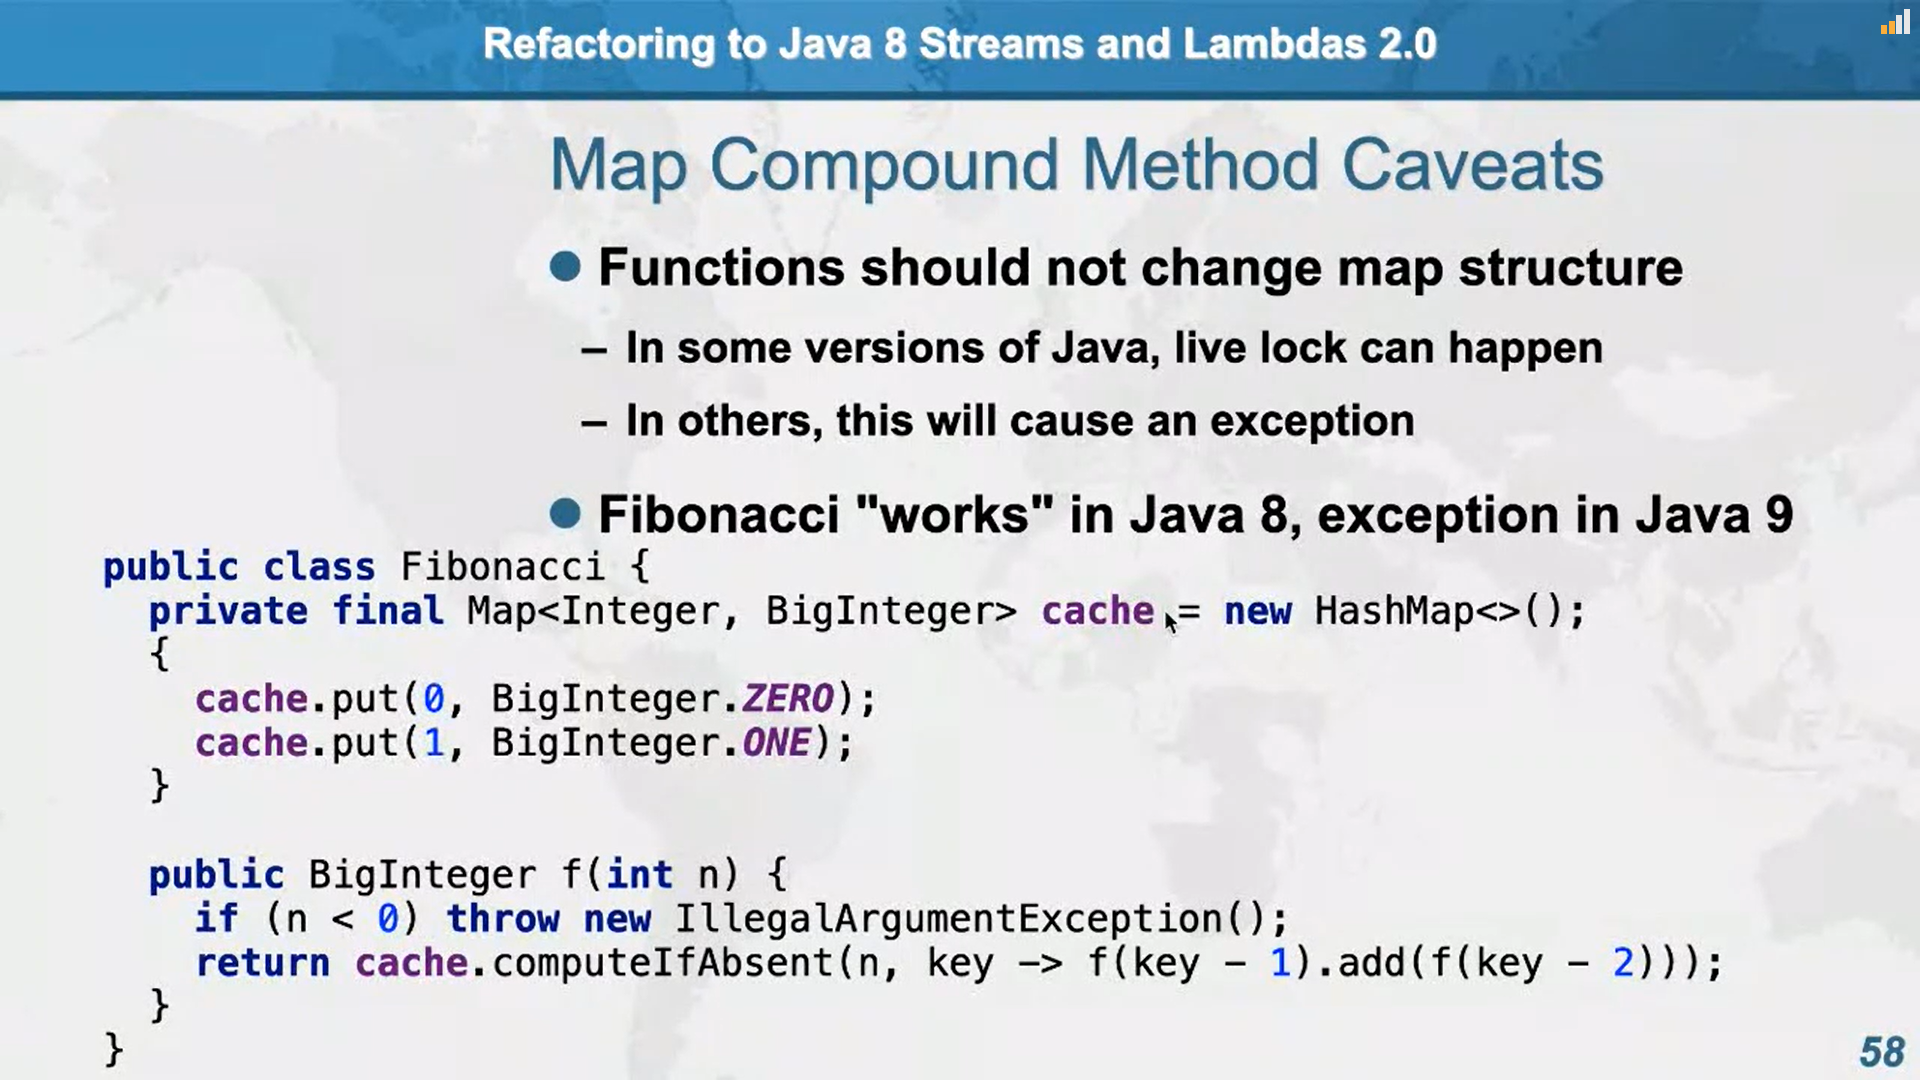 Refactoring to Java 8 Streams and Lambdas 2.0
Map Compound Method Caveats
● Functions should not change map structure
– In some versions of Java, live lock can happen
– In others, this will cause an exception
● Fibonacci "works" in Java 8, exception in Java 9
public class Fibonacci {
  private final Map<Integer, BigInteger> cache = new HashMap<>();
  {
    cache.put(0, BigInteger.ZERO);
    cache.put(1, BigInteger.ONE);
  }
  public BigInteger f(int n) {
    if (n < 0) throw new IllegalArgumentException();
    return cache.computeIfAbsent(n, key -> f(key - 1).add(f(key - 2)));
  }
}
58